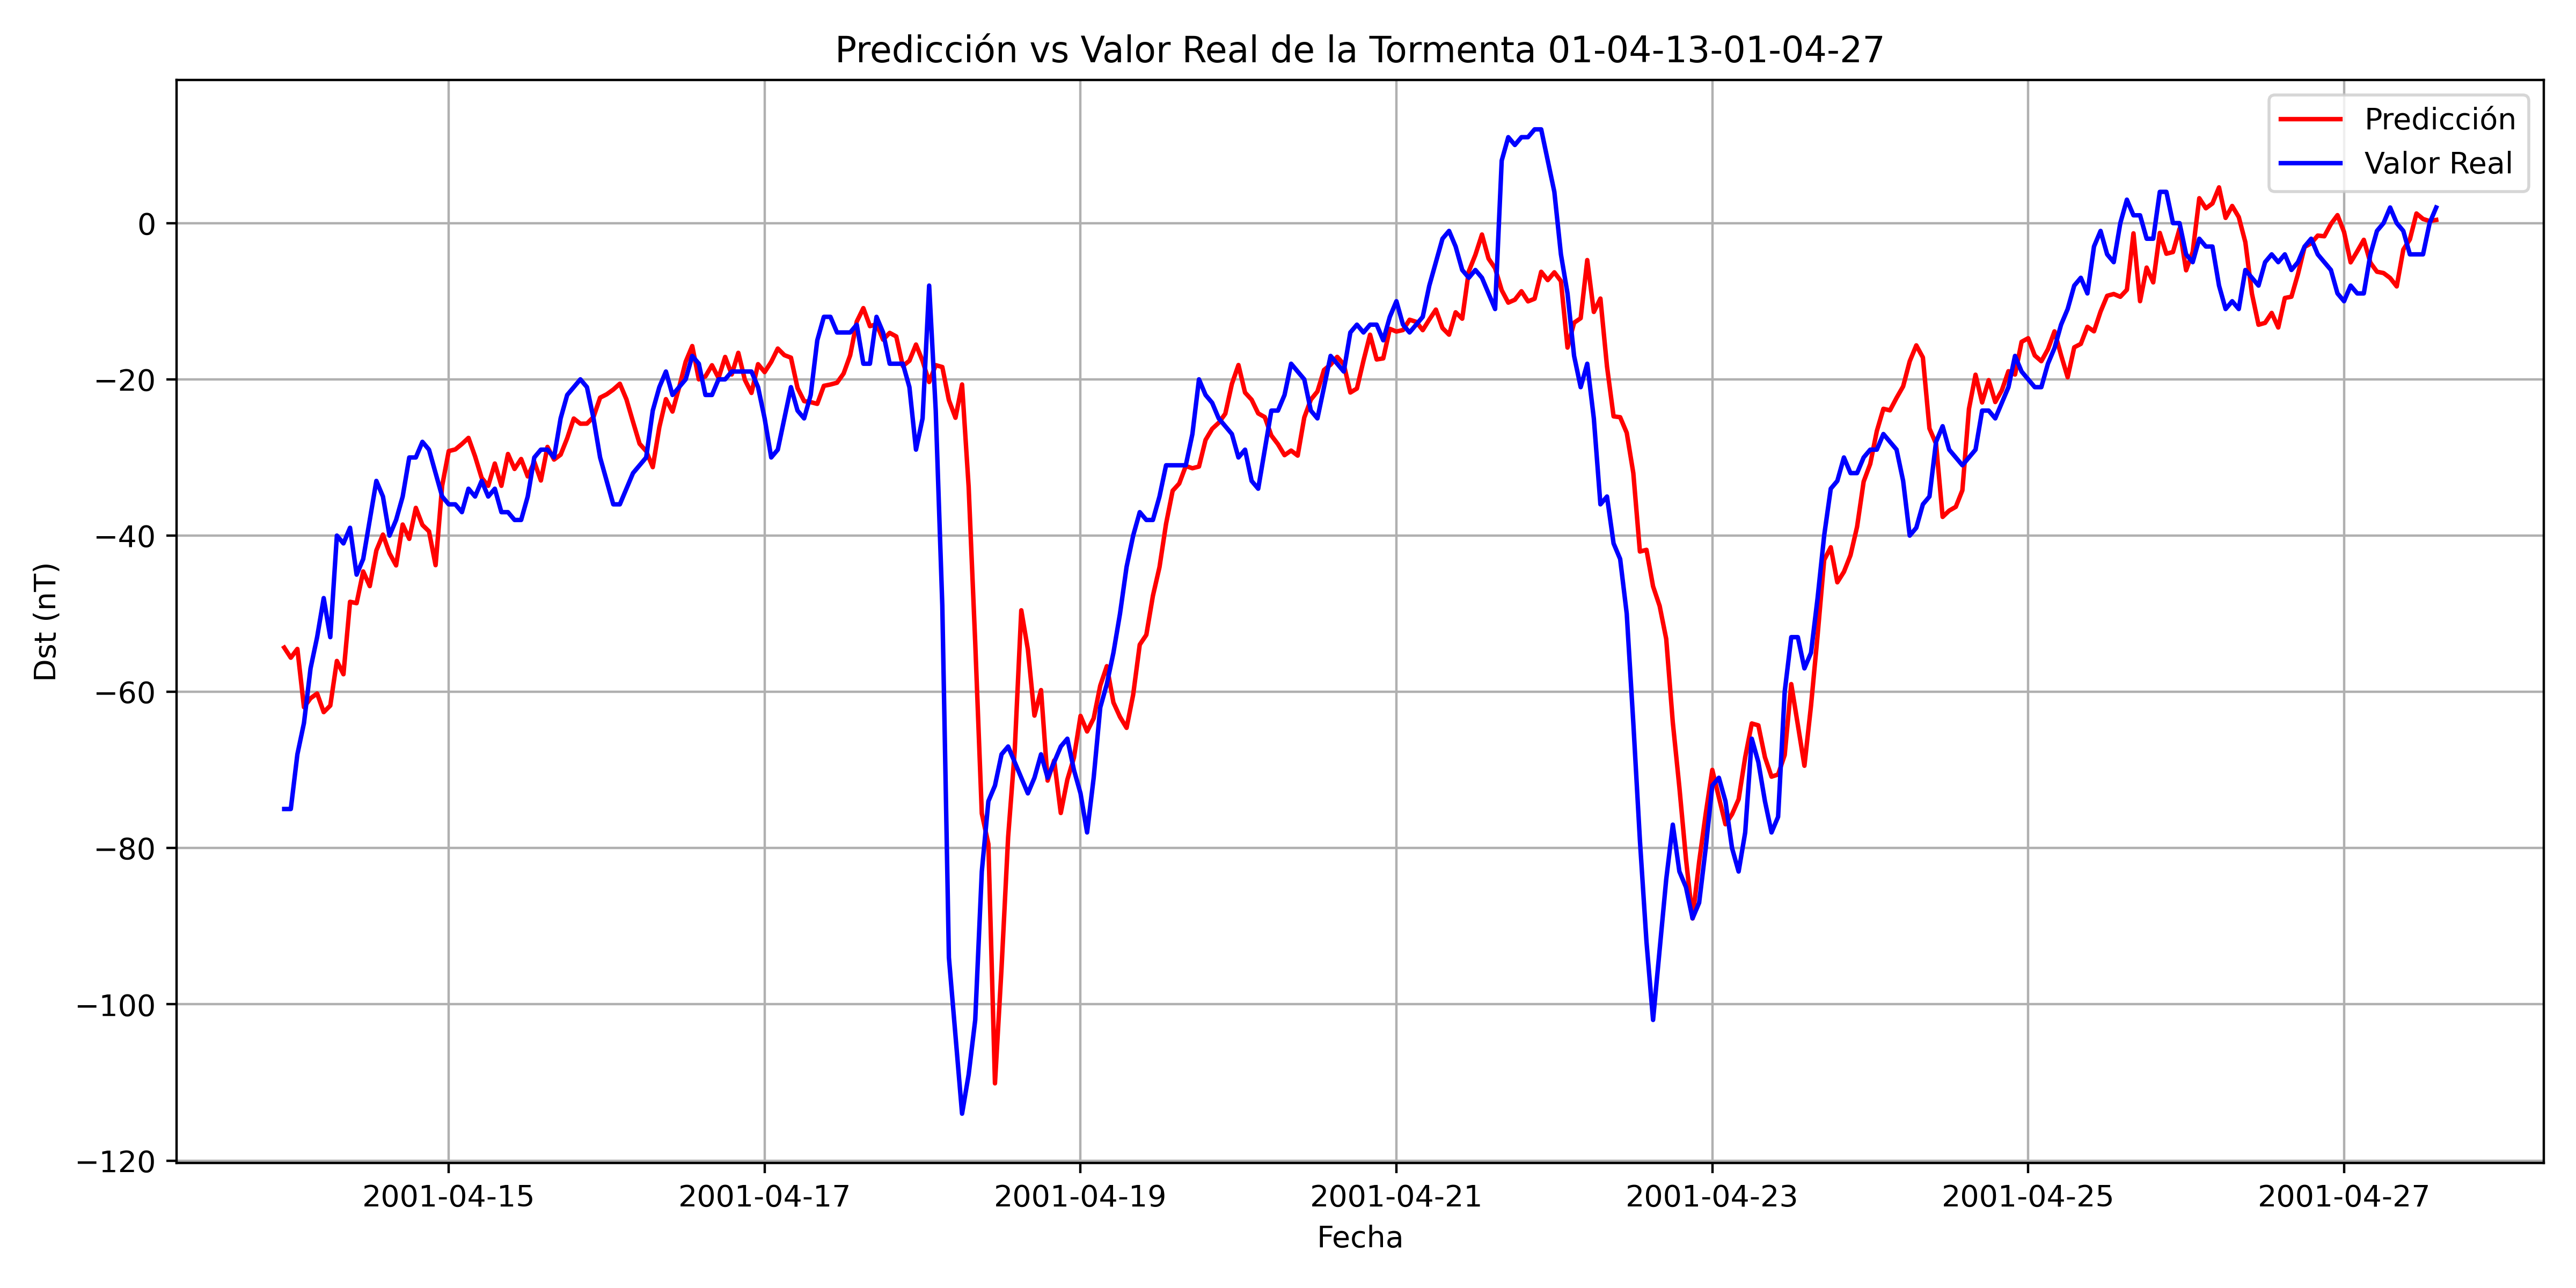 Predicción vs Valor Real de la Tormenta 01-04-13-01-04-27
Predicción
Valor Real
0
−20
−40
−60
−80
−100
−120
Dst (nT)
2001-04-15 2001-04-17 2001-04-19 2001-04-21 2001-04-23 2001-04-25 2001-04-27
Fecha